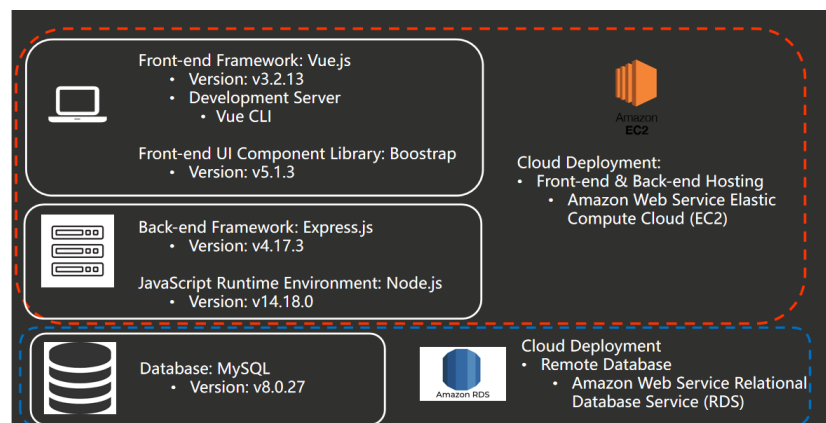 Front-end Framework: Vue.js
• Version: v3.2.13
• Development Server
• Vue CLI
Front-end UI Component Library: Boostrap
• Version: v5.1.3
Amazon
EC2
Cloud Deployment:
• Front-end & Back-end Hosting
• Amazon Web Service Elastic
Compute Cloud (EC2)
Back-end Framework: Express.js
• Version: v4.17.3
JavaScript Runtime Environment: Node.js
• Version: v14.18.0
Database: MySQL
• Version: v8.0.27
Amazon RDS
Cloud Deployment
• Remote Database
• Amazon Web Service Relational
Database Service (RDS)